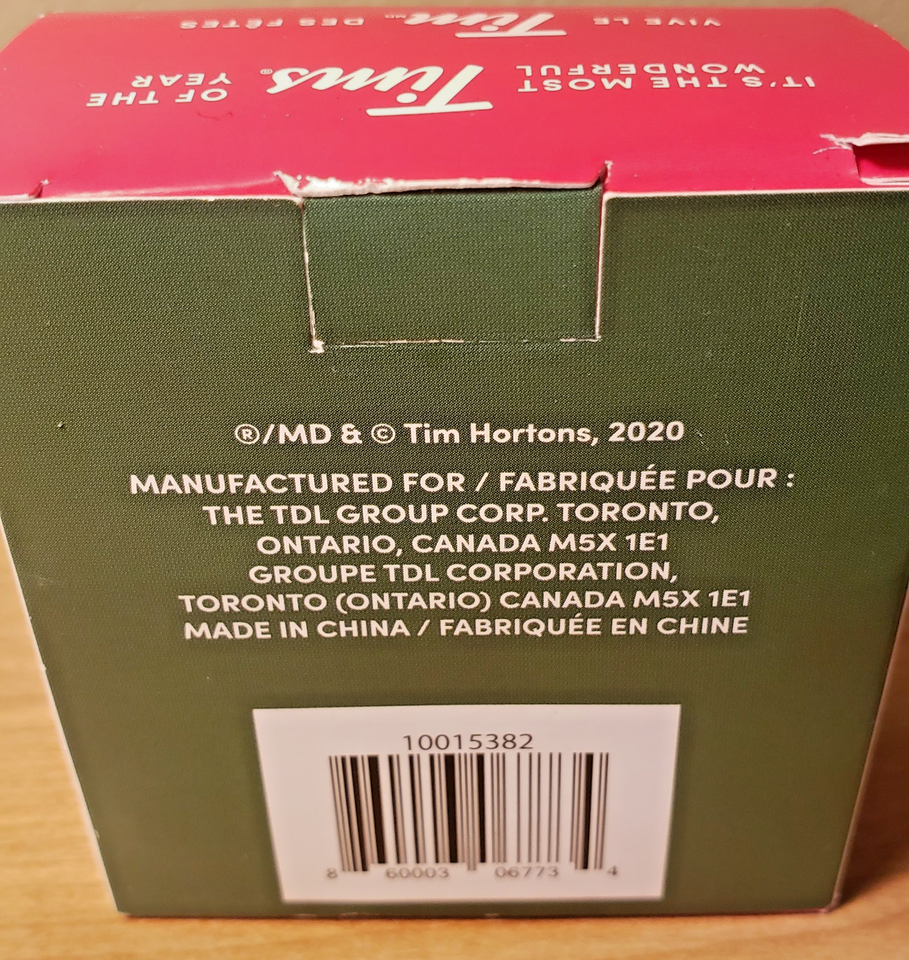 VIVE LE Tim MD DES FÊTES
IT'S THE MOST WONDERFUL Tims® OF THE YEAR
®/MD & © Tim Hortons, 2020
MANUFACTURED FOR / FABRIQUÉE POUR :
THE TDL GROUP CORP. TORONTO,
ONTARIO, CANADA M5X 1E1
GROUPE TDL CORPORATION,
TORONTO (ONTARIO) CANADA M5X 1E1
MADE IN CHINA / FABRIQUÉE EN CHINE
10015382
8 60003 06773 4